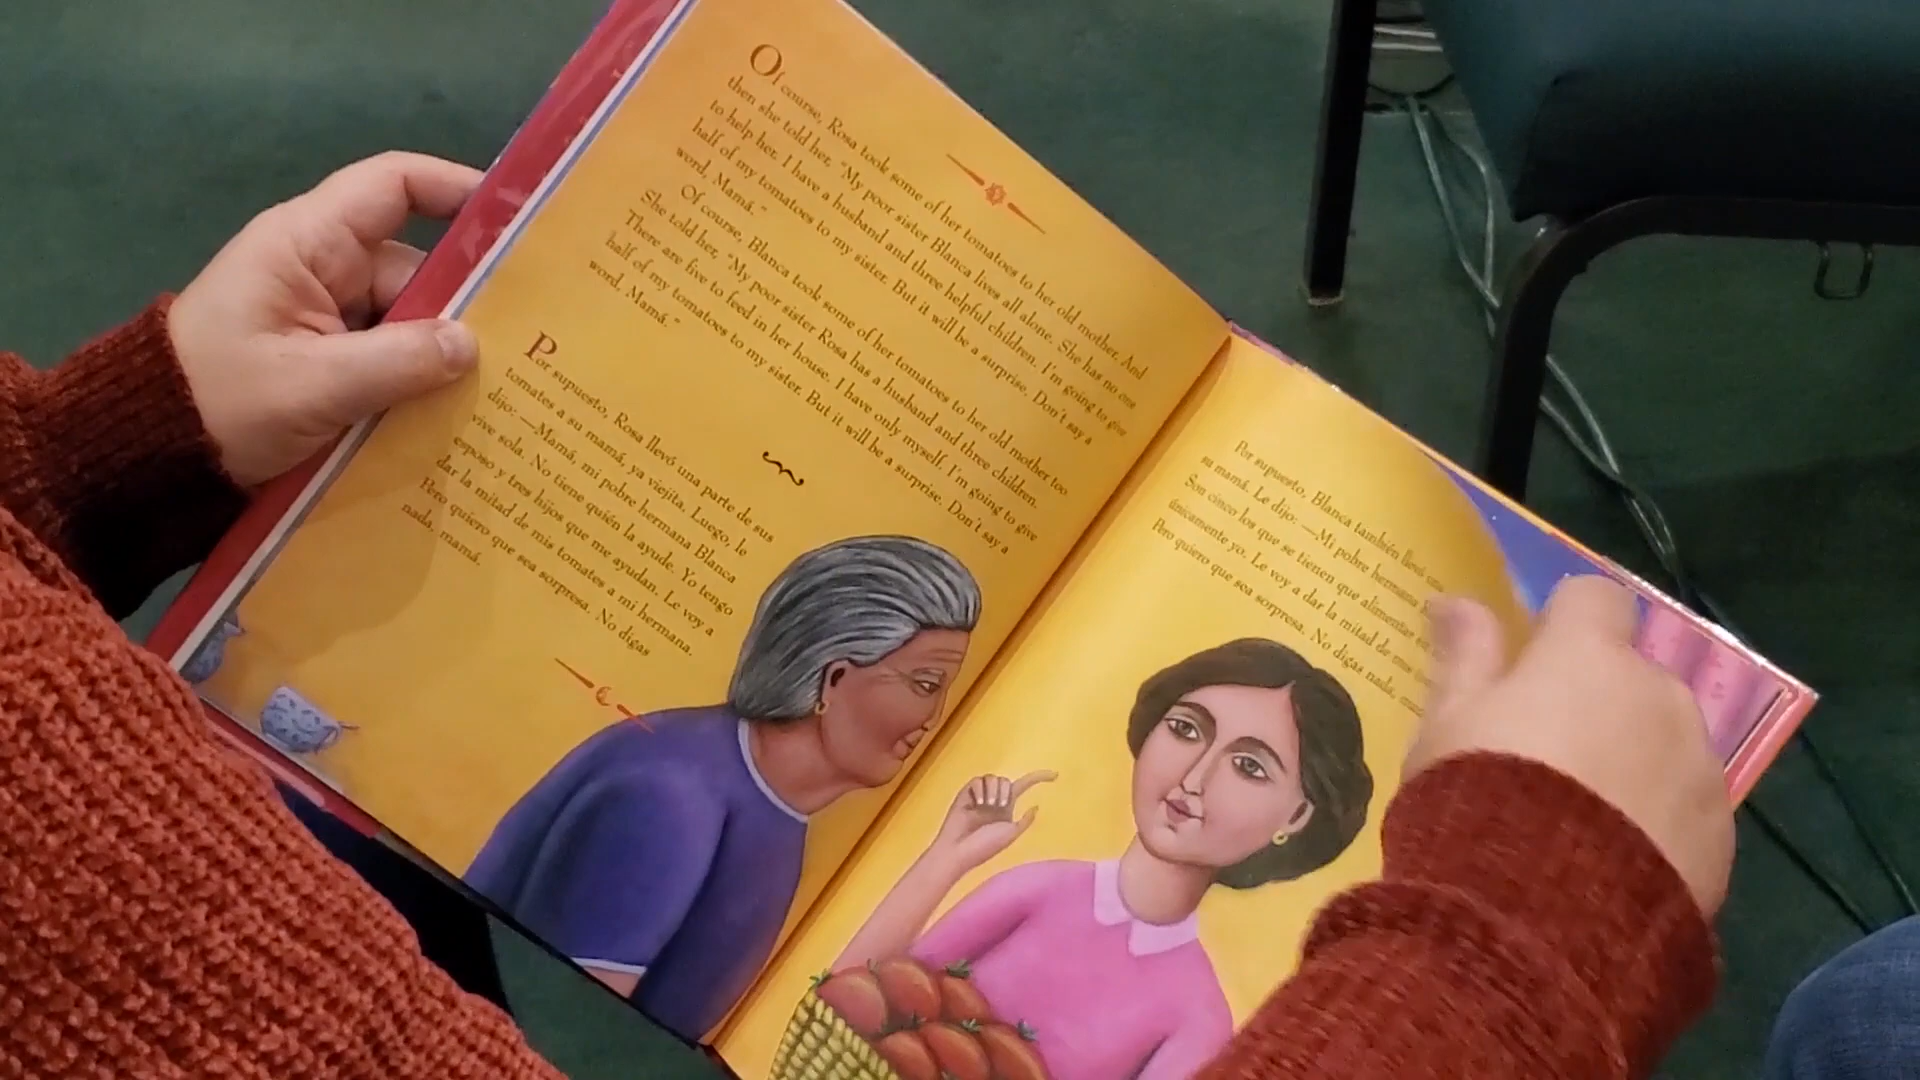 Of course, Rosa took some of her tomatoes to her old mother. And
then she told her, "My poor sister Blanca lives all alone. She has no one
to help her. I have a husband and three helpful children. I'm going to give
half of my tomatoes to my sister. But it will be a surprise. Don't say a
word, Mamá."
Of course, Blanca took some of her tomatoes to her old mother too.
She told her, "My poor sister Rosa has a husband and three children.
There are five to feed in her house. I have only myself. I'm going to give
half of my tomatoes to my sister. But it will be a surprise. Don't say a
word, Mamá."
Por supuesto, Rosa llevó una parte de sus
tomates a su mamá, ya viejita. Luego, le
dijo: —Mamá, mi pobre hermana Blanca
vive sola. No tiene quién la ayude. Yo tengo
esposo y tres hijos que me ayudan. Le voy a
dar la mitad de mis tomates a mi hermana.
Pero quiero que sea sorpresa. No digas
nada, mamá.
Por supuesto, Blanca también llevó
su mamá. Le dijo: —Mi pobre hermana
Son cinco los que se tienen que alimentar
únicamente yo. Le voy a dar la mitad de mis
Pero quiero que sea sorpresa. No digas nada,